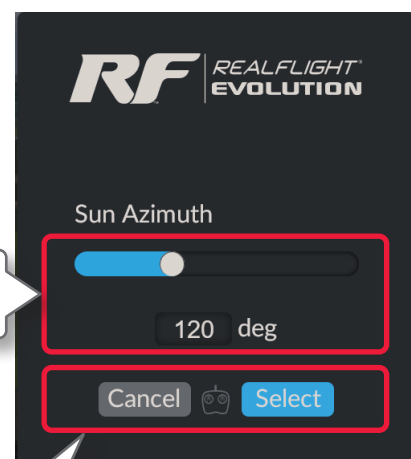 RF REALFLIGHT
EVOLUTION
Sun Azimuth
120 deg
Cancel Select